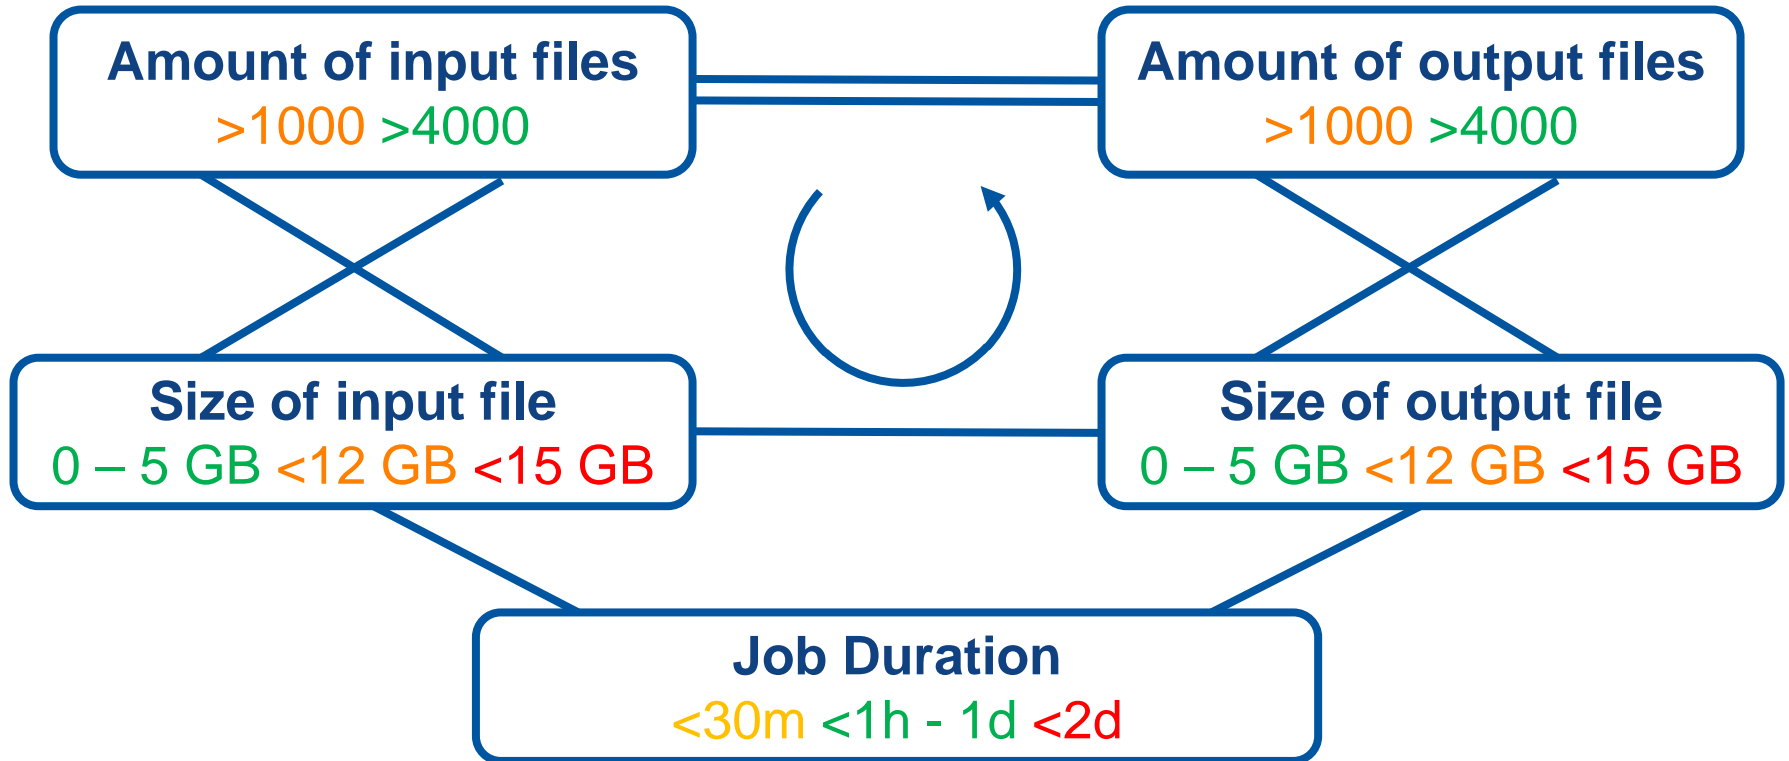 Amount of input files
>1000 >4000
Amount of output files
>1000 >4000
Size of input file
0 – 5 GB <12 GB <15 GB
Size of output file
0 – 5 GB <12 GB <15 GB
Job Duration
<30m <1h - 1d <2d